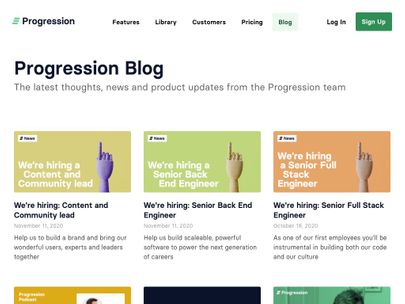 Progression
Features Library Customers Pricing Blog Log In Sign Up
Progression Blog
The latest thoughts, news and product updates from the Progression team
News
We're hiring a
Content and
Community lead
News
We're hiring a
Senior Back
End Engineer
News
We're hiring
a Senior Full
Stack
Engineer
We're hiring: Content and
Community lead
November 11, 2020
Help us to build a brand and bring our
wonderful users, experts and leaders
together
We're hiring: Senior Back End
Engineer
November 11, 2020
Help us build scaleable, powerful
software to power the next generation
of careers
We're hiring: Senior Full Stack
Engineer
October 19, 2020
As one of our first employees you'll be
instrumental in building both our code
and our culture
Progression
Podcast
Progression